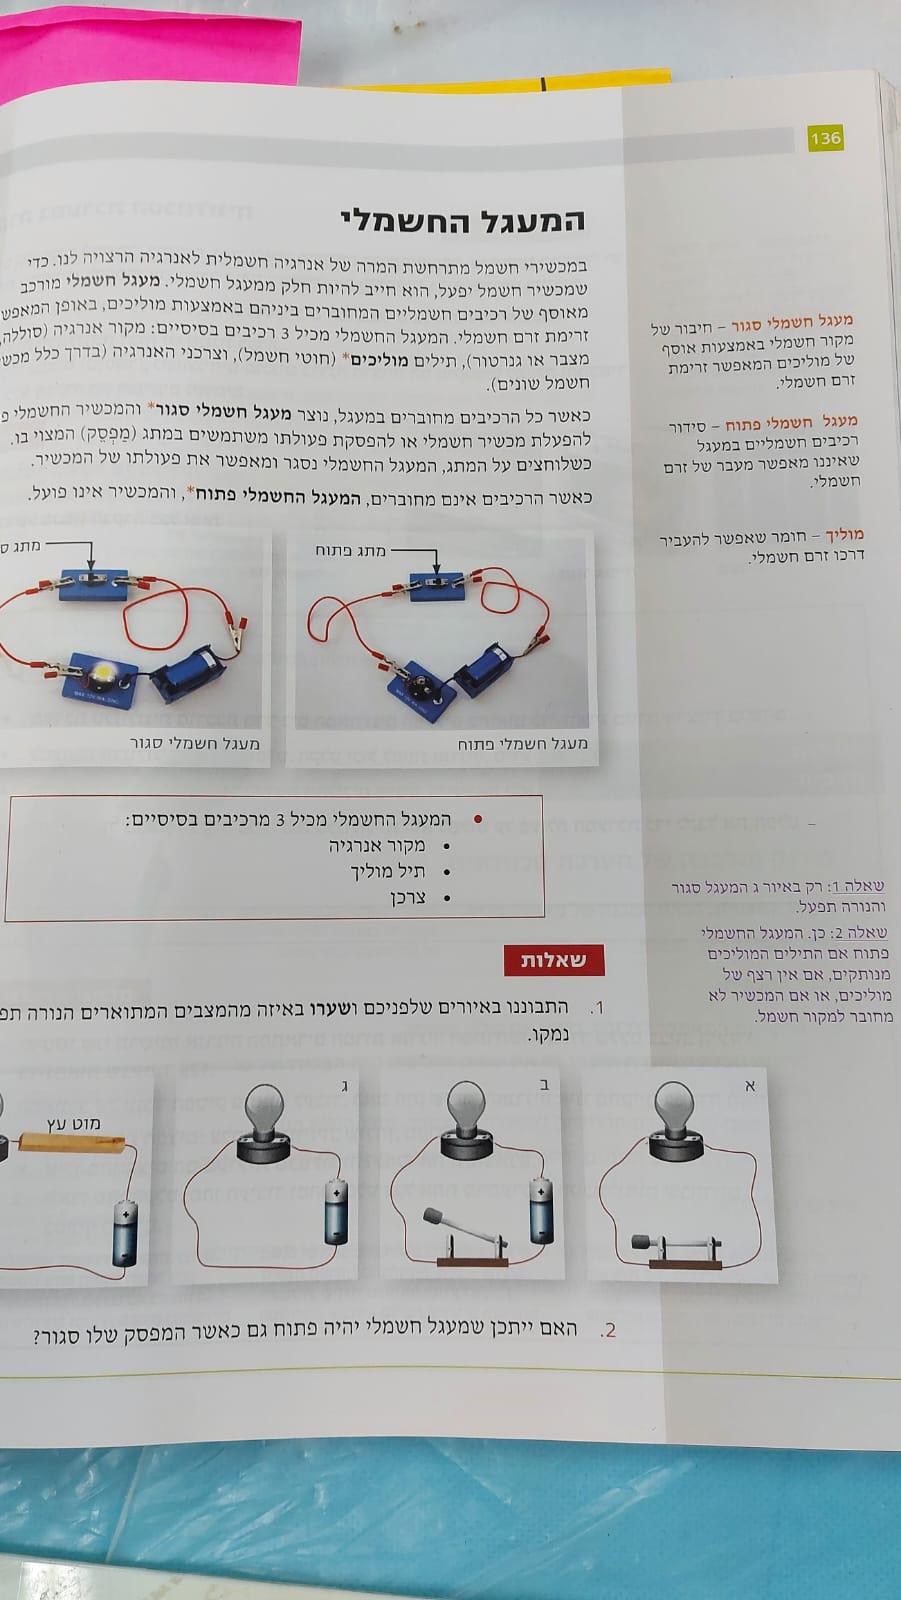 136
המעגל החשמלי
במכשירי חשמל מתרחשת המרה של אנרגיה חשמלית לאנרגיה הרצויה לנו. כדי
שמכשיר חשמל יפעל, הוא חייב להיות חלק ממעגל חשמלי. מעגל חשמלי מורכב
מאוסף של רכיבים חשמליים המחוברים ביניהם באמצעות מוליכים, באופן המאפש
זרימת זרם חשמלי. המעגל החשמלי מכיל 3 רכיבים בסיסיים: מקור אנרגיה (סוללה,
מצבר או גנרטור), תילים מוליכים* (חוטי חשמל), וצרכני האנרגיה (בדרך כלל מכש
חשמל שונים).
כאשר כל הרכיבים מחוברים במעגל, נוצר מעגל חשמלי סגור* והמכשיר החשמלי פ
להפעלת מכשיר חשמלי או להפסקת פעולתו משתמשים במתג (מַפְסֵק) המצוי בו.
כשלוחצים על המתג, המעגל החשמלי נסגר ומאפשר את פעולתו של המכשיר.
כאשר הרכיבים אינם מחוברים, המעגל החשמלי פתוח*, והמכשיר אינו פועל.
מעגל חשמלי סגור – חיבור של
מקור חשמלי באמצעות אוסף
של מוליכים המאפשר זרימת
זרם חשמלי.
מעגל חשמלי פתוח – סידור
רכיבים חשמליים במעגל
שאיננו מאפשר מעבר של זרם
חשמלי.
מוליך – חומר שאפשר להעביר
דרכו זרם חשמלי.
מתג פתוח
מתג ס
מעגל חשמלי פתוח
מעגל חשמלי סגור
• המעגל החשמלי מכיל 3 מרכיבים בסיסיים:
• מקור אנרגיה
• תיל מוליך
• צרכן
שאלה 1: רק באיור ג המעגל סגור
והנורה תפעל.
שאלה 2: כן. המעגל החשמלי
פתוח אם התילים המוליכים
מנותקים, אם אין רצף של
מוליכים, או אם המכשיר לא
מחובר למקור חשמל.
שאלות
1. התבוננו באיורים שלפניכם ושערו באיזה מהמצבים המתוארים הנורה תפ
נמקו.
א
ב
ג
מוט עץ
2. האם ייתכן שמעגל חשמלי יהיה פתוח גם כאשר המפסק שלו סגור?